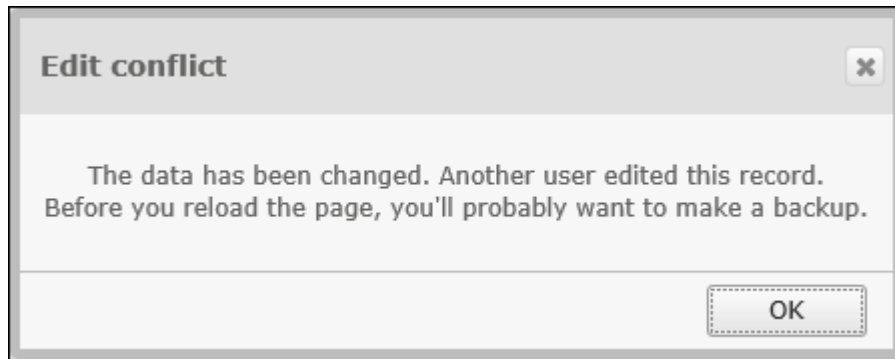 Edit conflict
The data has been changed. Another user edited this record.
Before you reload the page, you'll probably want to make a backup.
OK